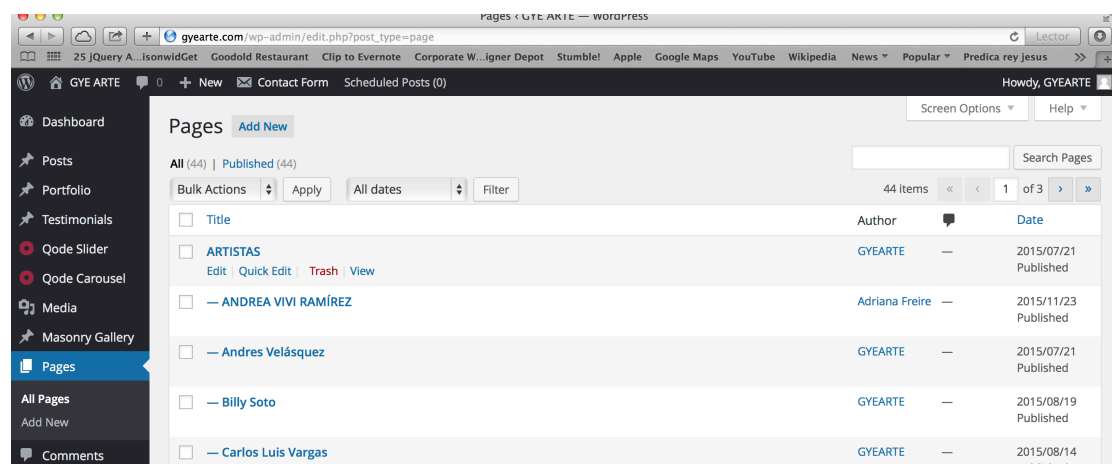 Pages < GYE ARTE — WordPress
gyearte.com/wp-admin/edit.php?post_type=page
Lector
25 jQuery A...isonwidGet Goodold Restaurant Clip to Evernote Corporate W...igner Depot Stumble! Apple Google Maps YouTube Wikipedia News Popular Predica rey jesus >>
GYE ARTE 0 + New Contact Form Scheduled Posts (0) Howdy, GYEARTE
Screen Options Help
Dashboard
Pages Add New
Posts
All (44) | Published (44) Search Pages
Portfolio
Bulk Actions Apply All dates Filter 44 items « ‹ 1 of 3 › »
Testimonials
Title Author Date
Qode Slider
ARTISTAS GYEARTE — 2015/07/21
Edit | Quick Edit | Trash | View Published
Qode Carousel
Media
— ANDREA VIVI RAMÍREZ Adriana Freire — 2015/11/23
Published
Masonry Gallery
— Andres Velásquez GYEARTE — 2015/07/21
Published
Pages
All Pages
— Billy Soto GYEARTE — 2015/08/19
Published
Add New
Comments
— Carlos Luis Vargas GYEARTE — 2015/08/14